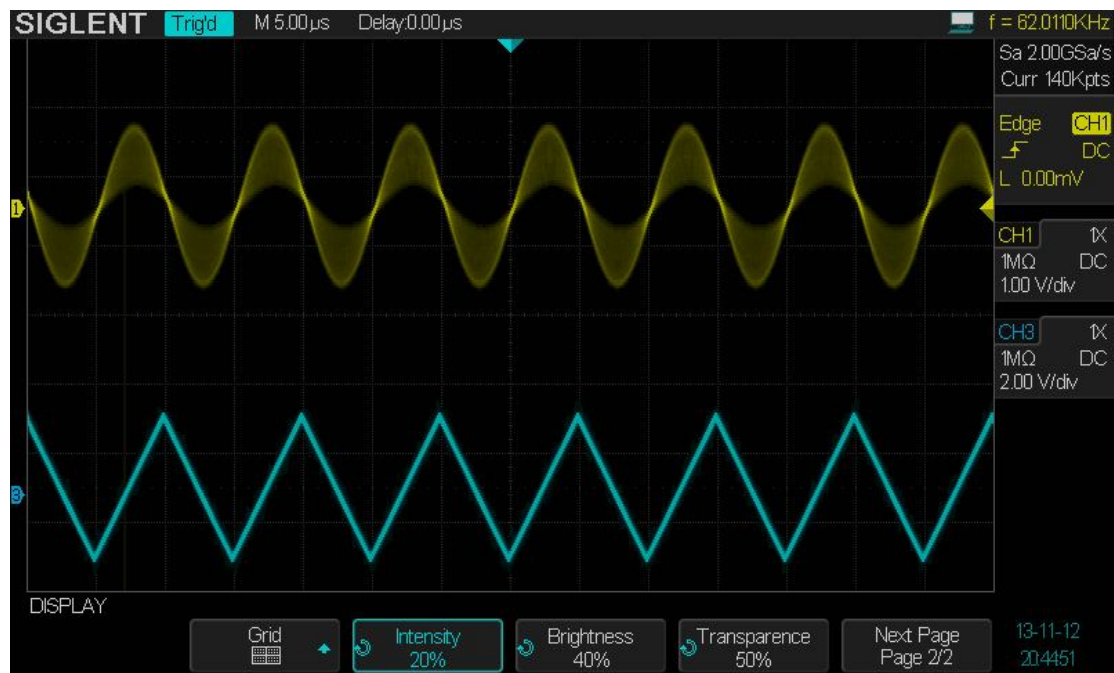 SIGLENT Trig'd M 5.00µs Delay:0.00µs f = 62.0110KHz
Sa 2.00GSa/s
Curr 140Kpts
Edge CH1
DC
L 0.00mV
1
CH1 1X
1MΩ DC
1.00 V/div
CH3 1X
1MΩ DC
2.00 V/div
3
DISPLAY
Grid
Intensity
20%
Brightness
40%
Transparence
50%
Next Page
Page 2/2
13-11-12
20:44:51